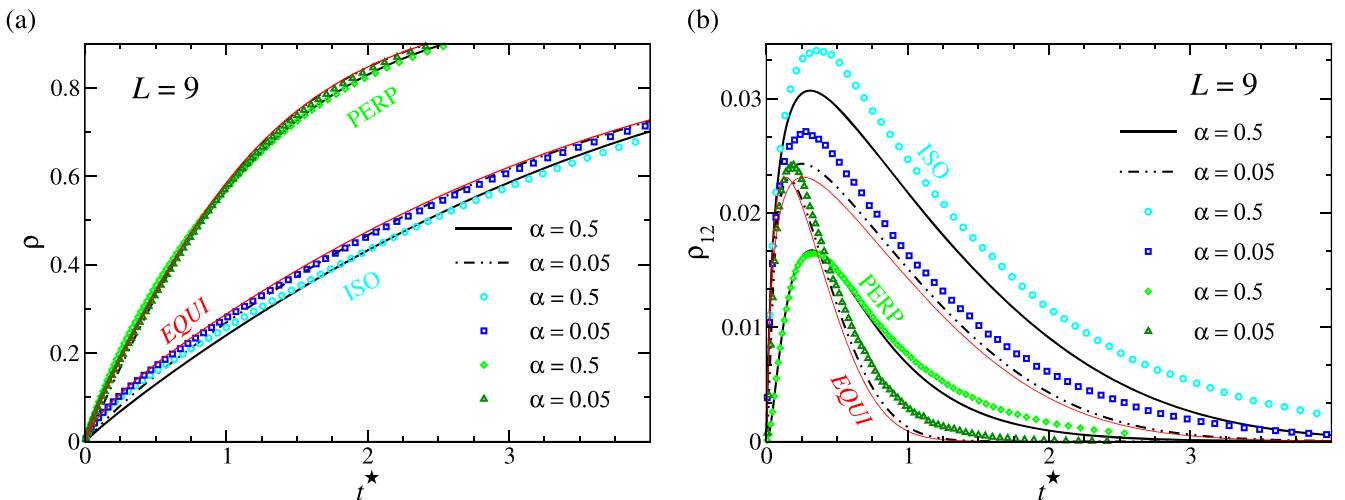 (a)
L = 9
PERP
ISO
EQUI
α = 0.5
α = 0.05
α = 0.5
α = 0.05
α = 0.5
α = 0.05
ρ
0
0.2
0.4
0.6
0.8
0 1 2 3
t★
(b)
L = 9
α = 0.5
α = 0.05
α = 0.5
α = 0.05
α = 0.5
α = 0.05
ISO
PERP
EQUI
ρ12
0.03
0.02
0.01
0
0 1 2 3
t★